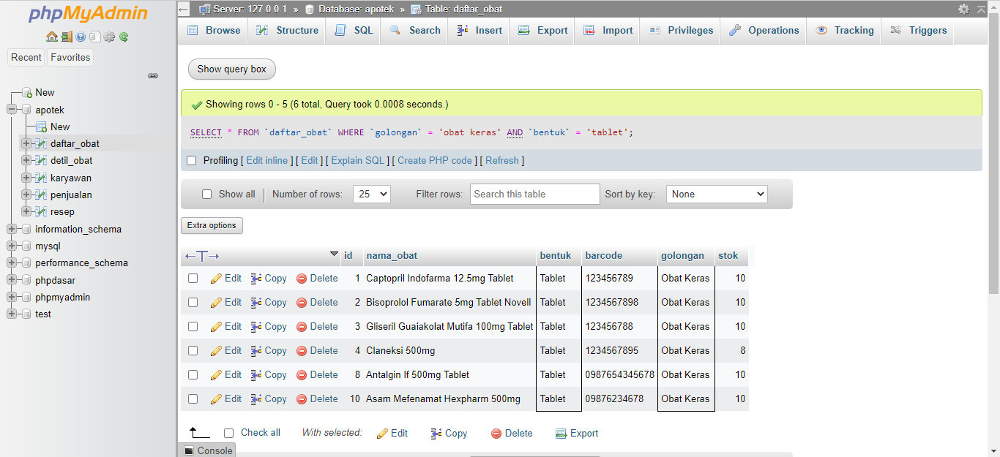 phpMyAdmin
Recent Favorites
New
apotek
New
daftar_obat
detil_obat
karyawan
penjualan
resep
information_schema
mysql
performance_schema
phpdasar
phpmyadmin
test
Server: 127.0.0.1 » Database: apotek » Table: daftar_obat
Browse Structure SQL Search Insert Export Import Privileges Operations Tracking Triggers
Show query box
Showing rows 0 - 5 (6 total, Query took 0.0008 seconds.)
SELECT * FROM `daftar_obat` WHERE `golongan` = 'obat keras' AND `bentuk` = 'tablet';
Profiling [ Edit inline ] [ Edit ] [ Explain SQL ] [ Create PHP code ] [ Refresh ]
Show all Number of rows: 25 Filter rows: Search this table Sort by key: None
Extra options
←T→ id nama_obat bentuk barcode golongan stok
Edit Copy Delete 1 Captopril Indofarma 12.5mg Tablet Tablet 123456789 Obat Keras 10
Edit Copy Delete 2 Bisoprolol Fumarate 5mg Tablet Novell Tablet 1234567898 Obat Keras 10
Edit Copy Delete 3 Gliseril Guaiakolat Mutifa 100mg Tablet Tablet 123456788 Obat Keras 10
Edit Copy Delete 4 Claneksi 500mg Tablet 1234567895 Obat Keras 8
Edit Copy Delete 8 Antalgin If 500mg Tablet Tablet 0987654345678 Obat Keras 10
Edit Copy Delete 10 Asam Mefenamat Hexpharm 500mg Tablet 09876234678 Obat Keras 10
Check all With selected: Edit Copy Delete Export
Console